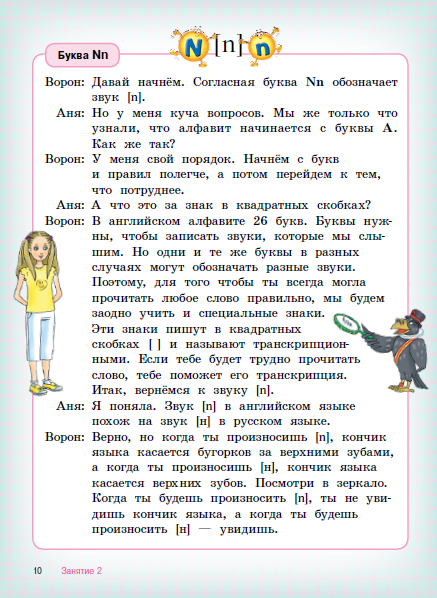 Буква Nn
N [n] n
Ворон: Давай начнём. Согласная буква Nn обозначает
звук [n].
Аня: Но у меня куча вопросов. Мы же только что
узнали, что алфавит начинается с буквы А.
Как же так?
Ворон: У меня свой порядок. Начнём с букв
и правил полегче, а потом перейдем к тем,
что потруднее.
Аня: А что это за знак в квадратных скобках?
Ворон: В английском алфавите 26 букв. Буквы нуж-
ны, чтобы записать звуки, которые мы слы-
шим. Но одни и те же буквы в разных
случаях могут обозначать разные звуки.
Поэтому, для того чтобы ты всегда могла
прочитать любое слово правильно, мы будем
заодно учить и специальные знаки.
Эти знаки пишут в квадратных
скобках [ ] и называют транскрипцион-
ными. Если тебе будет трудно прочитать
слово, тебе поможет его транскрипция.
Итак, вернёмся к звуку [n].
Аня: Я поняла. Звук [n] в английском языке
похож на звук [н] в русском языке.
Ворон: Верно, но когда ты произносишь [n], кончик
языка касается бугорков за верхними зубами,
а когда ты произносишь [н], кончик языка
касается верхних зубов. Посмотри в зеркало.
Когда ты будешь произносить [n], ты не уви-
дишь кончик языка, а когда ты будешь
произносить [н] — увидишь.
10 Занятие 2